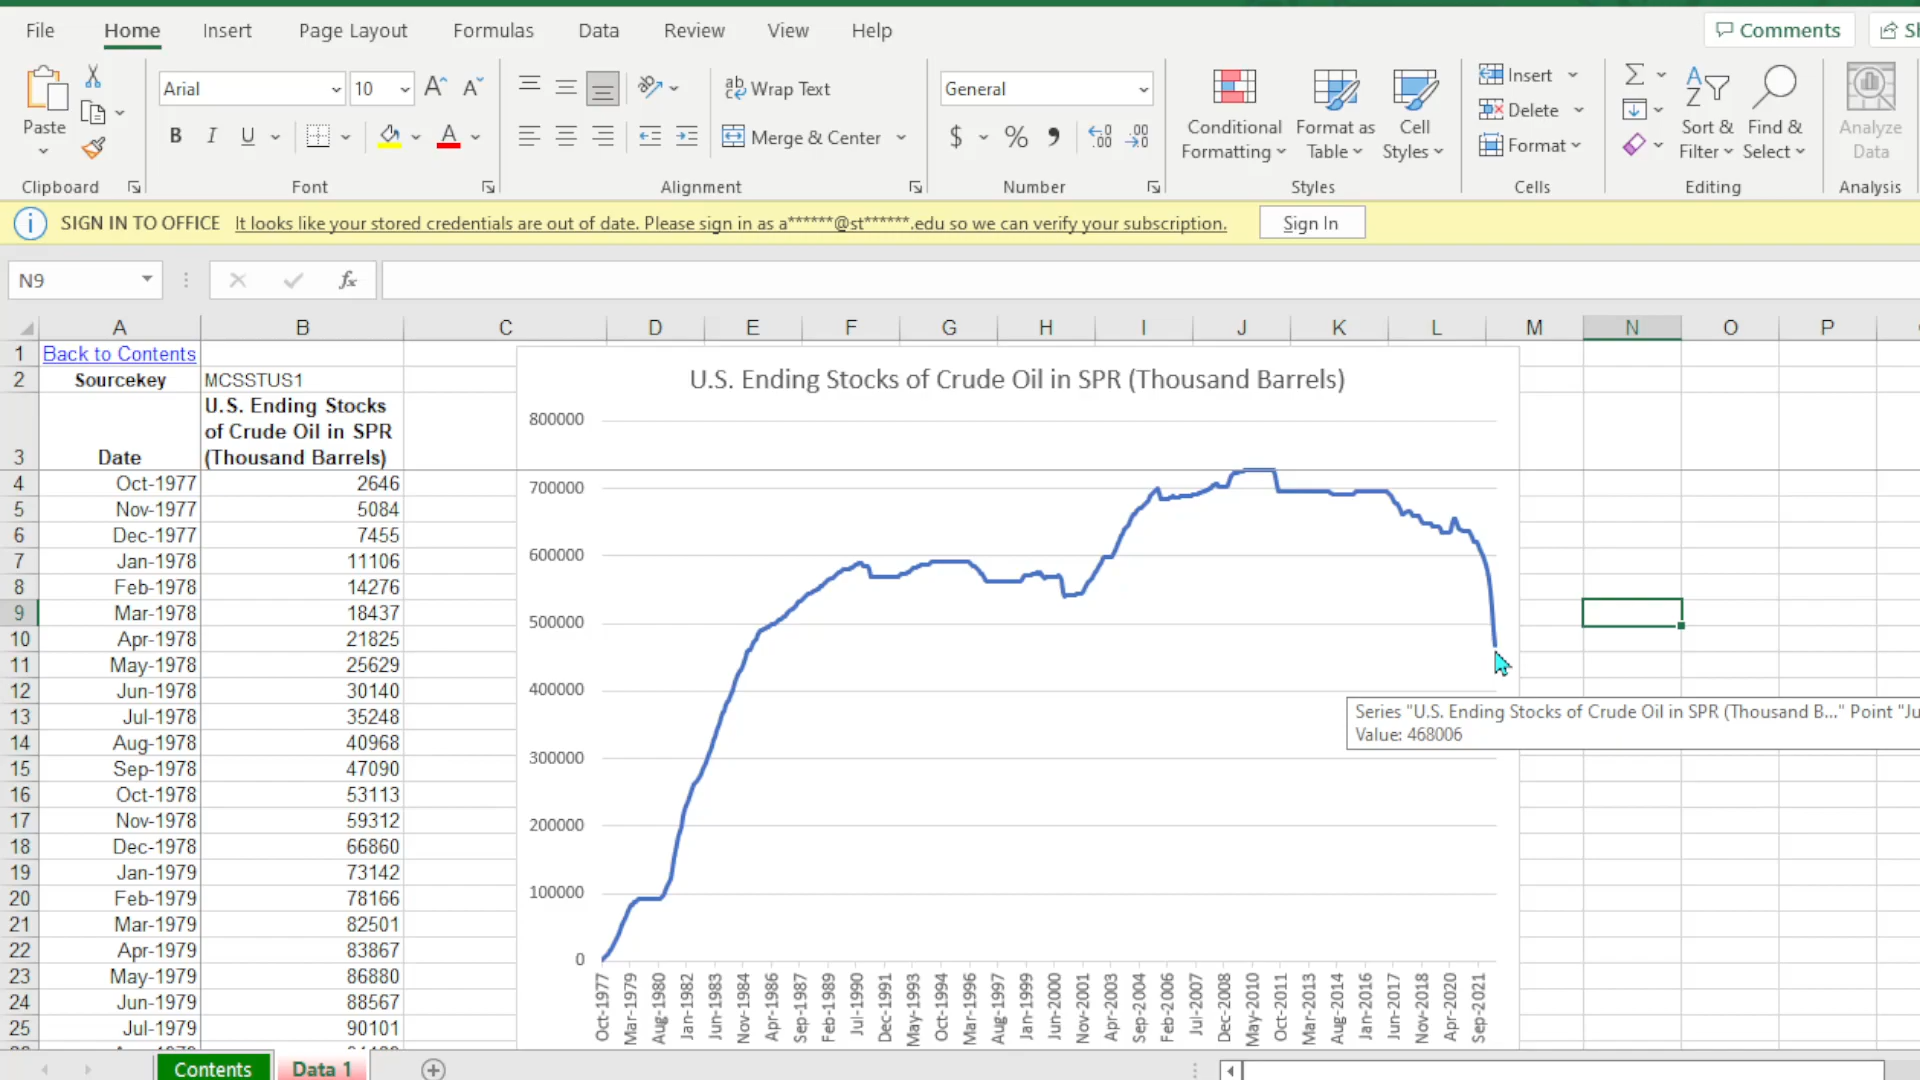 File Home Insert Page Layout Formulas Data Review View Help Comments
Arial 10 Wrap Text General Insert
Paste B I U Merge & Center $ % Conditional Formatting Format as Table Cell Styles Delete Format Sort & Filter Find & Select Analyze Data
Clipboard Font Alignment Number Styles Cells Editing Analysis
SIGN IN TO OFFICE It looks like your stored credentials are out of date. Please sign in as a******@st******.edu so we can verify your subscription. Sign In
N9 fx
A B C D E F G H I J K L M N O P
1 Back to Contents
2 Sourcekey MCSSTUS1
3 Date U.S. Ending Stocks of Crude Oil in SPR (Thousand Barrels)
4 Oct-1977 2646
5 Nov-1977 5084
6 Dec-1977 7455
7 Jan-1978 11106
8 Feb-1978 14276
9 Mar-1978 18437
10 Apr-1978 21825
11 May-1978 25629
12 Jun-1978 30140
13 Jul-1978 35248
14 Aug-1978 40968
15 Sep-1978 47090
16 Oct-1978 53113
17 Nov-1978 59312
18 Dec-1978 66860
19 Jan-1979 73142
20 Feb-1979 78166
21 Mar-1979 82501
22 Apr-1979 83867
23 May-1979 86880
24 Jun-1979 88567
25 Jul-1979 90101
U.S. Ending Stocks of Crude Oil in SPR (Thousand Barrels)
800000
700000
600000
500000
400000
300000
200000
100000
0
Oct-1977
Mar-1979
Aug-1980
Jan-1982
Jun-1983
Nov-1984
Apr-1986
Sep-1987
Feb-1989
Jul-1990
Dec-1991
May-1993
Oct-1994
Mar-1996
Aug-1997
Jan-1999
Jun-2000
Nov-2001
Apr-2003
Sep-2004
Feb-2006
Jul-2007
Dec-2008
May-2010
Oct-2011
Mar-2013
Aug-2014
Jan-2016
Jun-2017
Nov-2018
Apr-2020
Sep-2021
Series "U.S. Ending Stocks of Crude Oil in SPR (Thousand B..." Point "Ju
Value: 468006
Contents Data 1